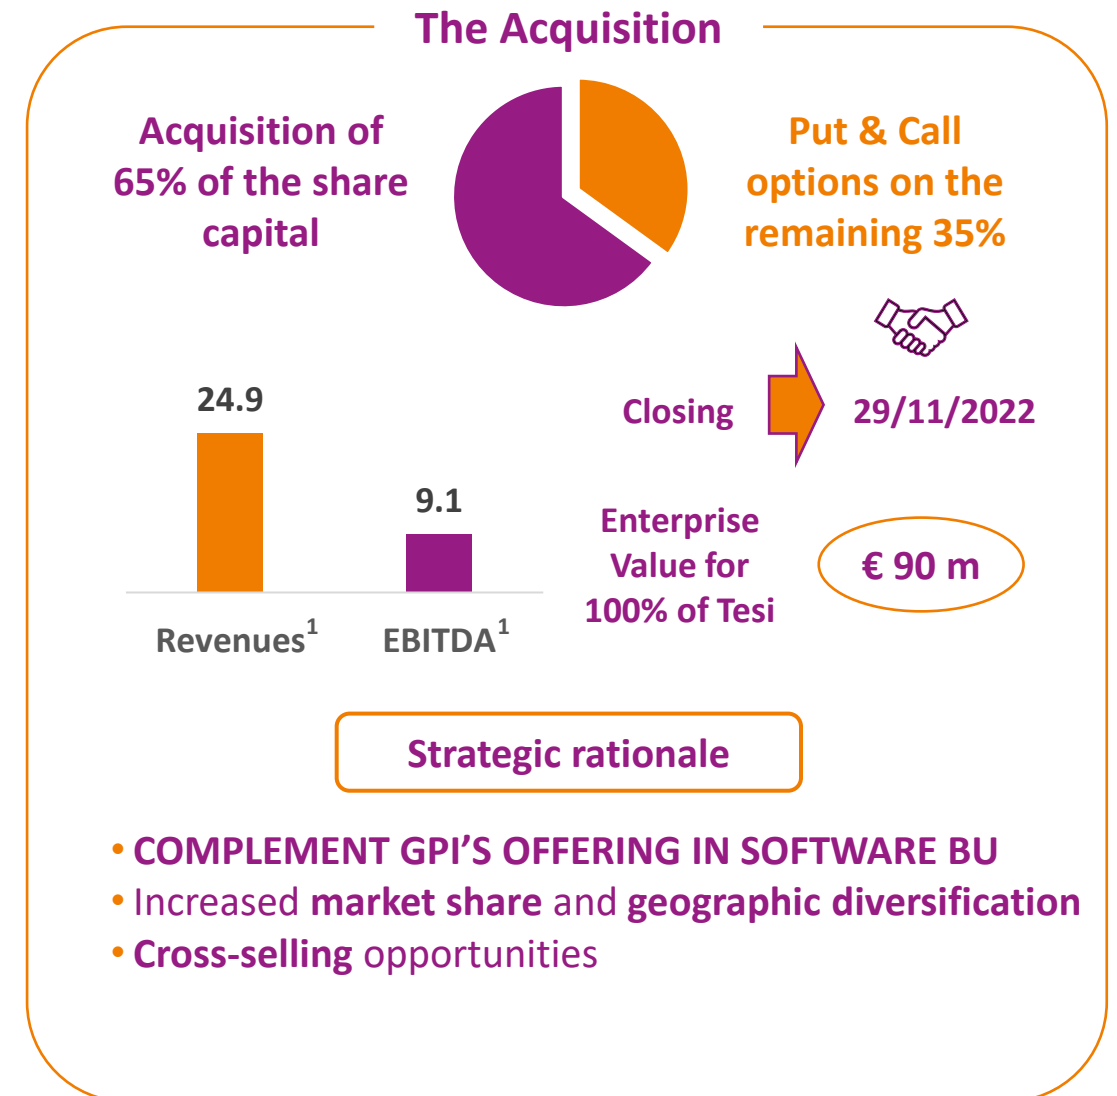 The Acquisition
Acquisition of
65% of the share
capital
Put & Call
options on the
remaining 35%
24.9
9.1
Revenues¹
EBITDA¹
Closing
29/11/2022
Enterprise
Value for
100% of Tesi
€ 90 m
Strategic rationale
• COMPLEMENT GPI’S OFFERING IN SOFTWARE BU
• Increased market share and geographic diversification
• Cross-selling opportunities